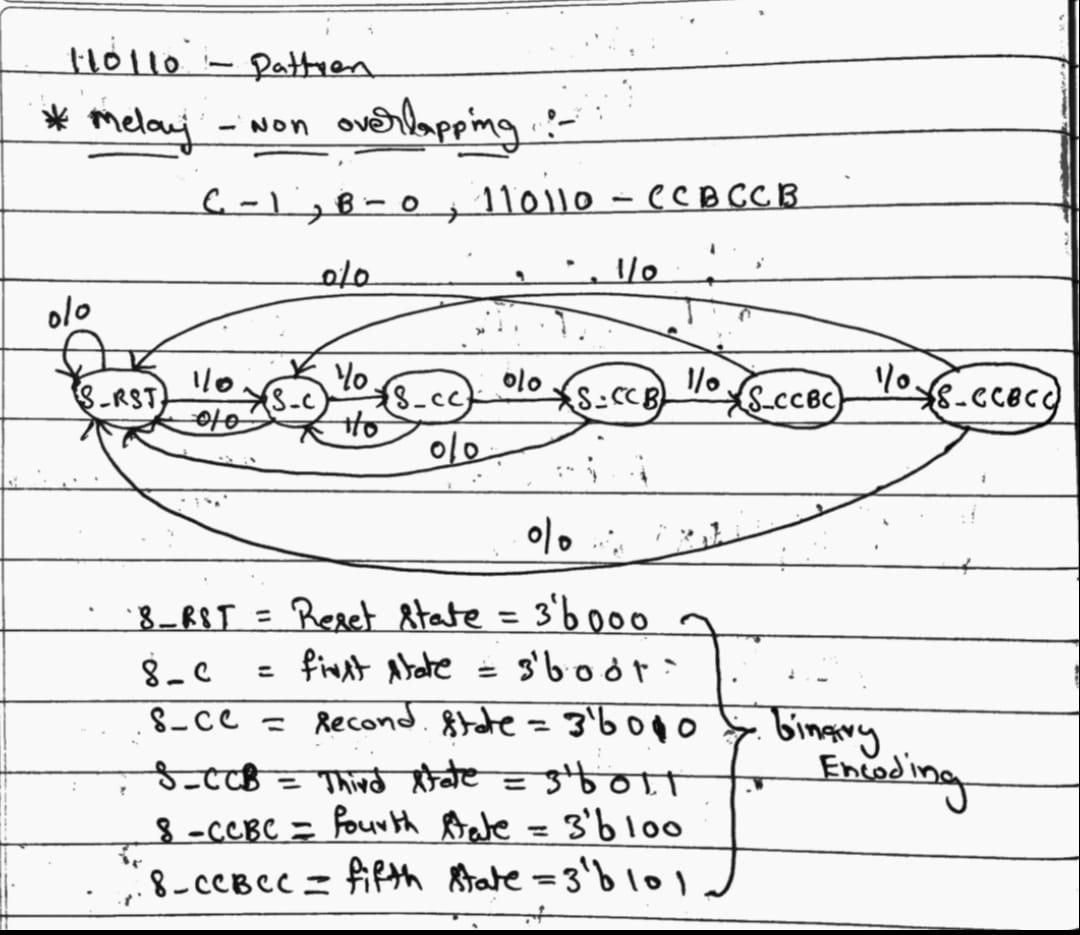 110110 - Pattren
* Melay - Non overlapping :-
C - 1 , B - 0 , 110110 - CCBCCB
0/0 1/0
0/0
S_RST 1/0 S_C 1/0 S_CC 0/0 S_CCB 1/0 S_CCBC 1/0 S_CCBCC
0/0 1/0
0/0
0/0
S_RST = Reset state = 3'b000
S_C = first state = 3'b001
S_CC = second state = 3'b010
S_CCB = Third state = 3'b011
S_CCBC = fourth state = 3'b100
S_CCBCC = fifth state = 3'b101
binary
Encoding